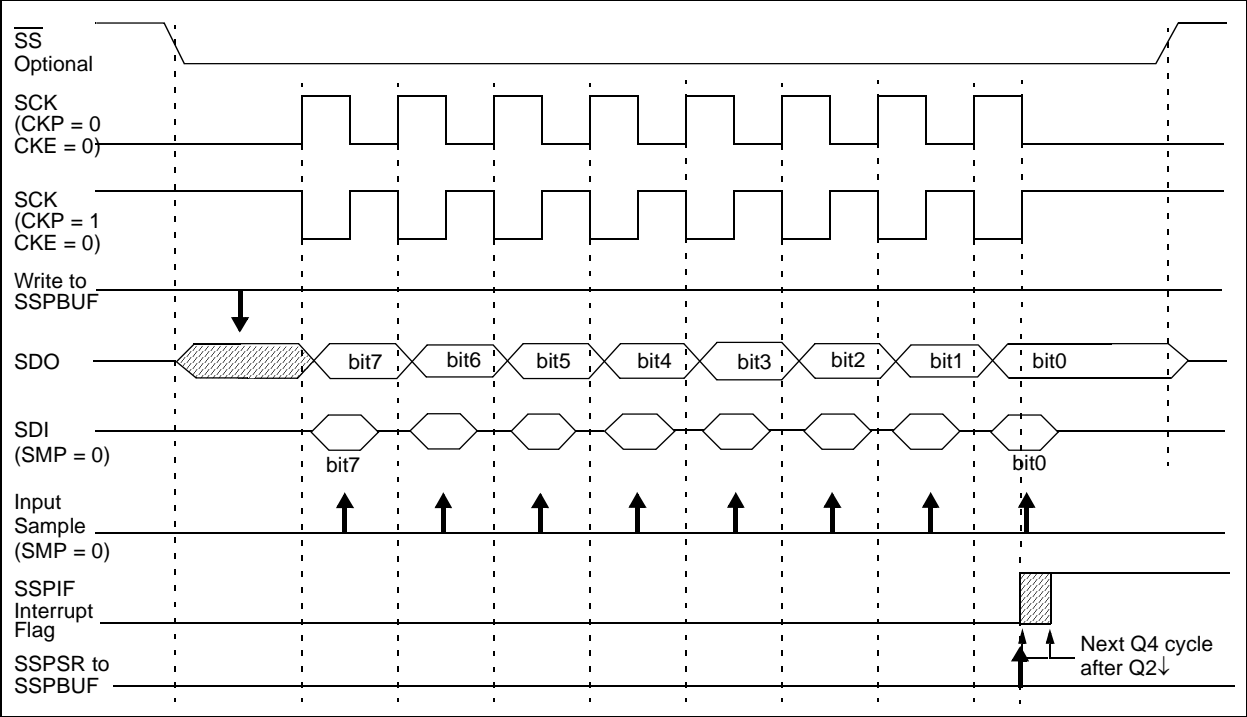 SS
Optional
SCK
(CKP = 0
CKE = 0)
SCK
(CKP = 1
CKE = 0)
Write to
SSPBUF
SDO
bit7 bit6 bit5 bit4 bit3 bit2 bit1 bit0
SDI
(SMP = 0)
bit7 bit0
Input
Sample
(SMP = 0)
SSPIF
Interrupt
Flag
SSPSR to
SSPBUF
Next Q4 cycle
after Q2↓